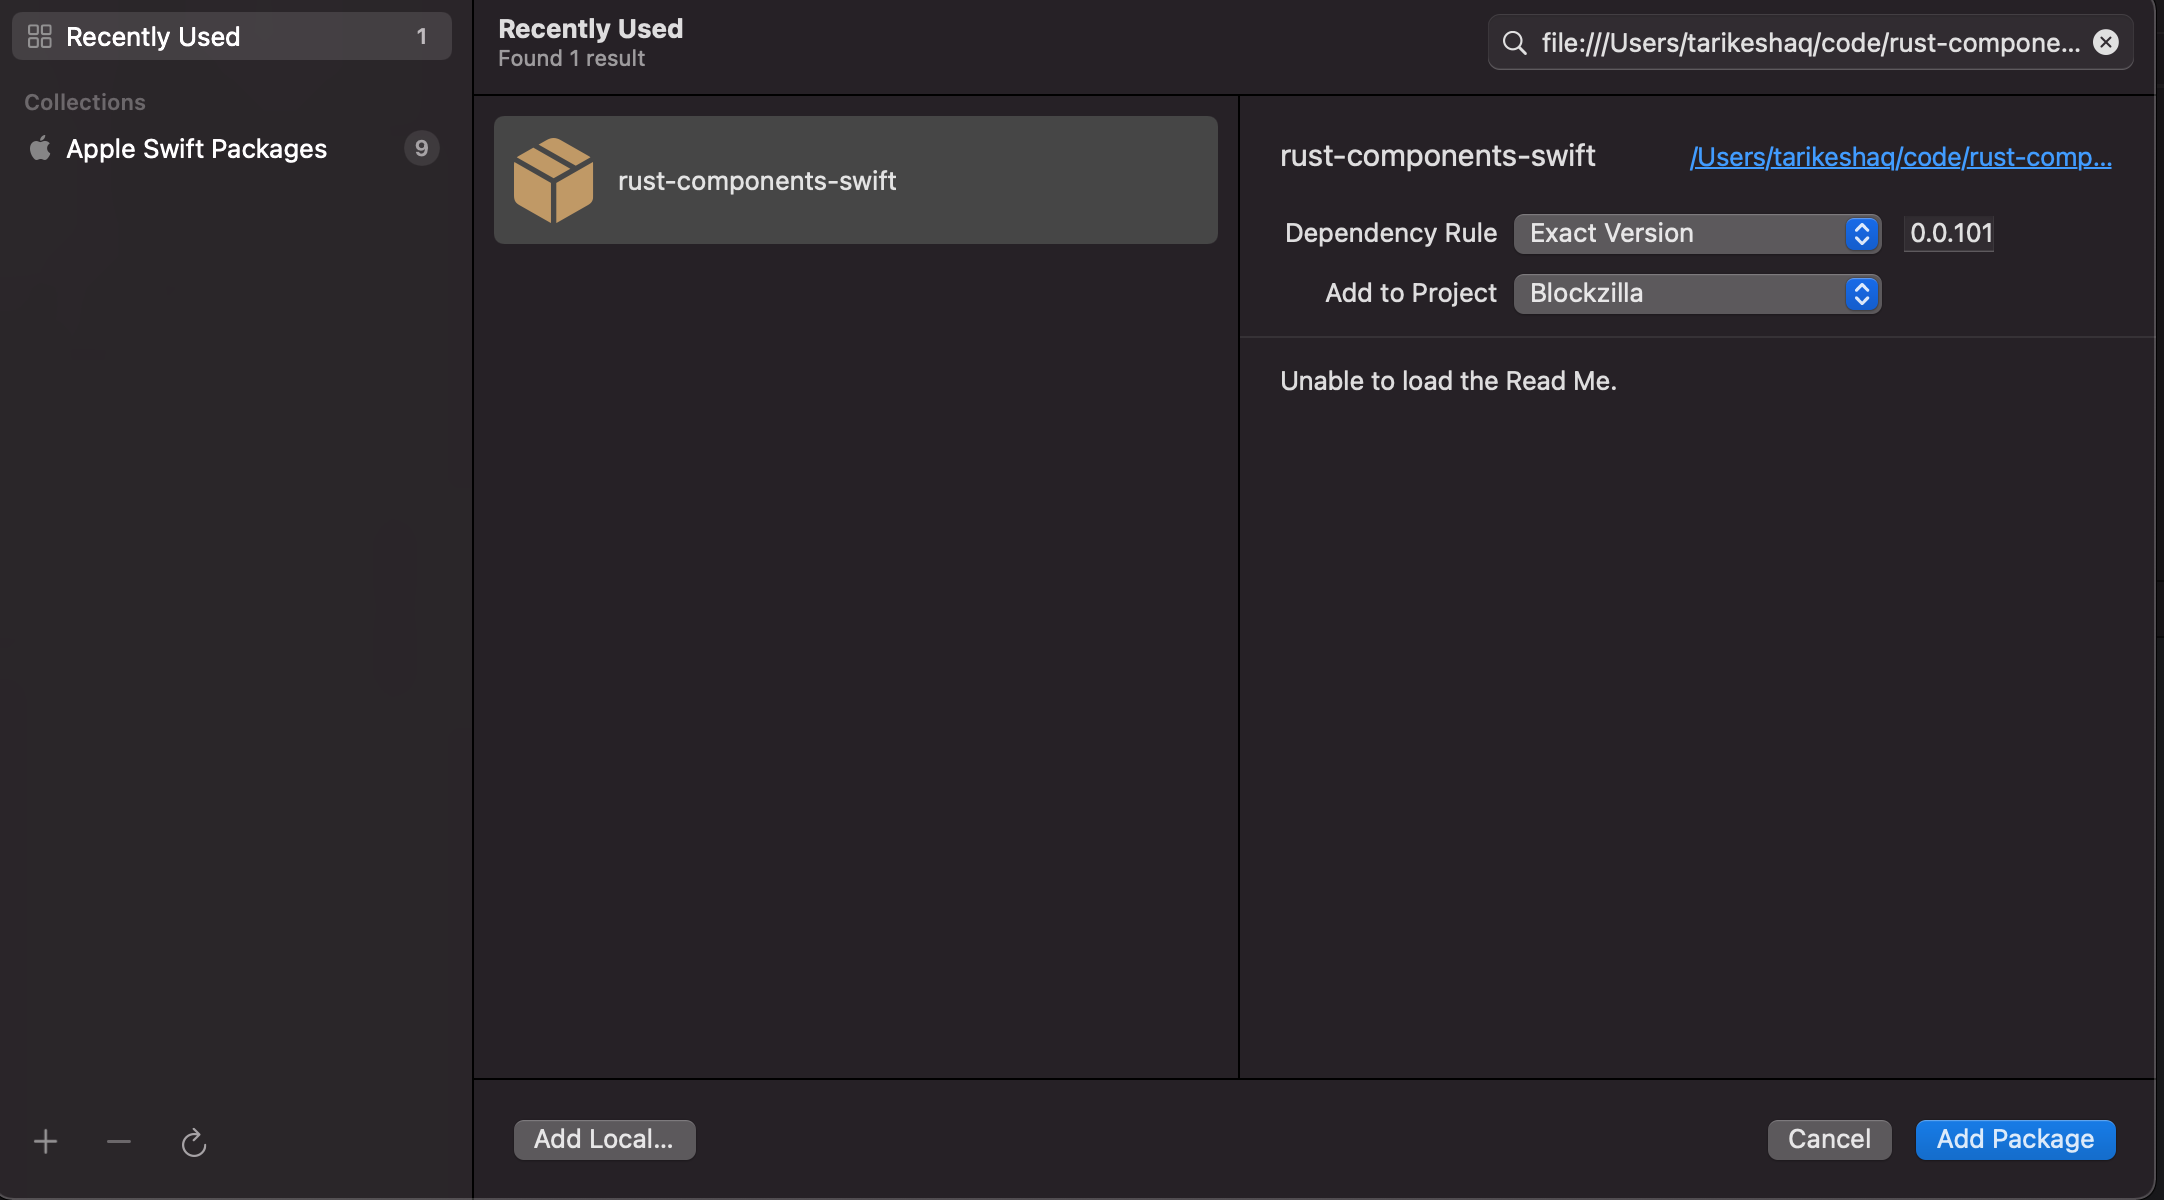 Recently Used 1
Collections
Apple Swift Packages 9
Recently Used
Found 1 result
file:///Users/tarikeshaq/code/rust-compone...
rust-components-swift
rust-components-swift /Users/tarikeshaq/code/rust-comp...
Dependency Rule Exact Version 0.0.101
Add to Project Blockzilla
Unable to load the Read Me.
Add Local... Cancel Add Package